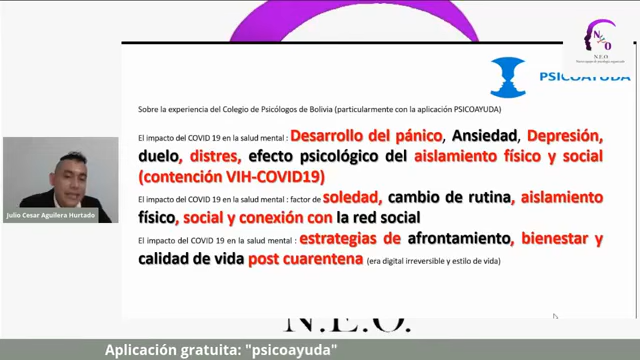 N
E
O
N.E.O.
PSICOAYUDA
Sobre la experiencia del Colegio de Psicólogos de Bolivia (particularmente con la aplicación PSICOAYUDA)
El impacto del COVID 19 en la salud mental : Desarrollo del pánico, Ansiedad, Depresión,
duelo, distres, efecto psicológico del aislamiento físico y social
(contención VIH-COVID19)
El impacto del COVID 19 en la salud mental : factor de soledad, cambio de rutina, aislamiento
físico, social y conexión con la red social
El impacto del COVID 19 en la salud mental : estrategias de afrontamiento, bienestar y
calidad de vida post cuarentena (era digital irreversible y estilo de vida)
Julio Cesar Aguilera Hurtado
N.E.O.
Aplicación gratuita: "psicoayuda"